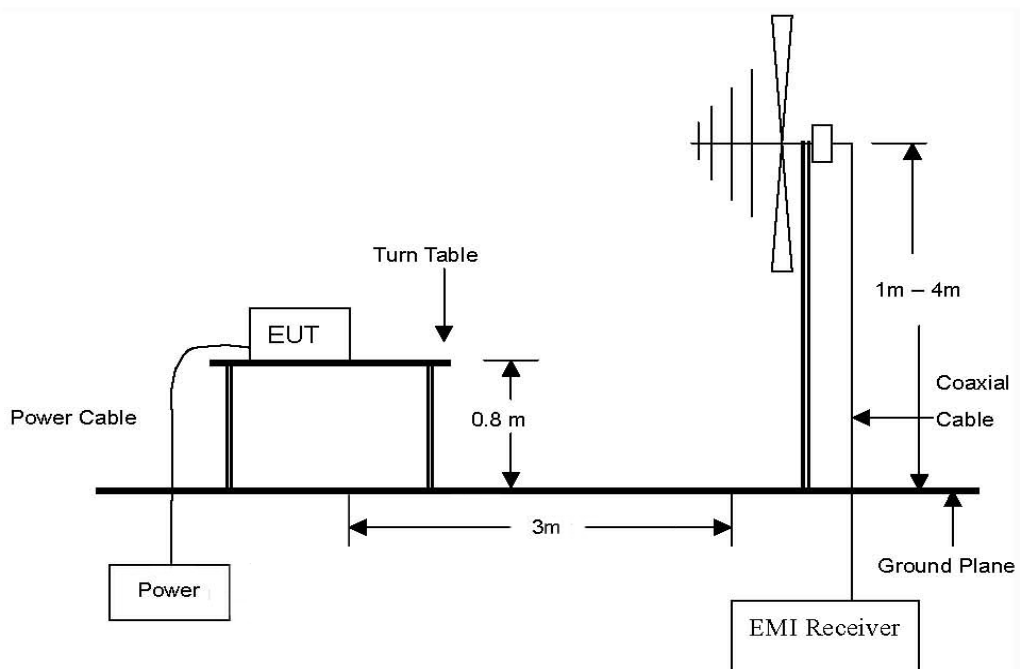 Turn Table
1m – 4m
EUT
Coaxial
Cable
Power Cable
0.8 m
3m
Ground Plane
Power
EMI Receiver